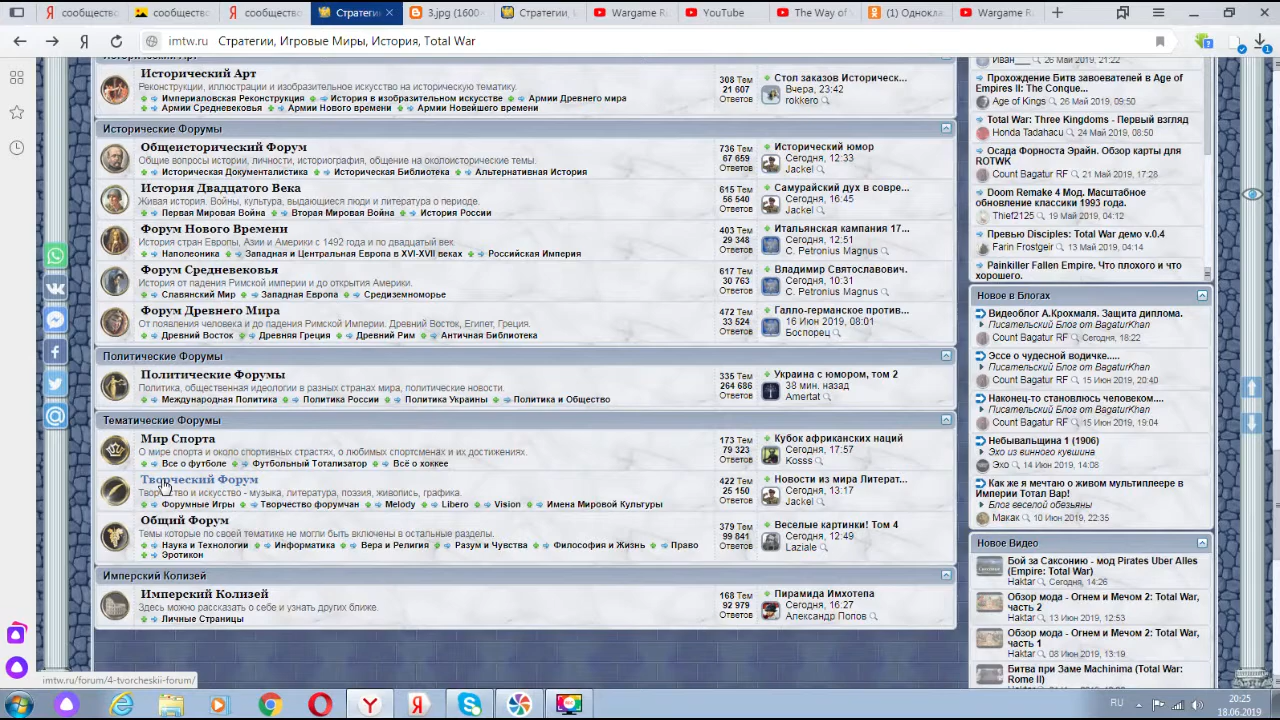 сообществ
сообществ
сообществ
Стратеги
3.jpg (1600×
Стратегии, И
Wargame R
YouTube
The Way of
(1) Однокла
Wargame R
imtw.ru Стратегии, Игровые Миры, История, Total War
Исторический Арт
Реконструкции, иллюстрации и изобразительное искусство на историческую тематику.
Империаловская Реконструкция История в изобразительном искусстве Армии Древнего мира
Армии Средневековья Армии Нового времени Армии Новейшего времени
308 Тем
21 607
Ответов
Стоп заказов Историческ...
Вчера, 23:42
rokkero
Исторические Форумы
Общеисторический Форум
Общие вопросы истории, личности, историография, общение на околоисторические темы.
Историческая Документалистика Историческая Библиотека Альтернативная История
736 Тем
67 659
Ответов
Исторический юмор
Сегодня, 12:33
Jackel
История Двадцатого Века
Живая история. Войны, культура, выдающиеся люди и литература о периоде.
Первая Мировая Война Вторая Мировая Война История России
615 Тем
56 540
Ответов
Самурайский дух в совре...
Сегодня, 16:45
Jackel
Форум Нового Времени
История стран Европы, Азии и Америки с 1492 года и по двадцатый век.
Наполеоника Западная и Центральная Европа в XVI-XVII веках Российская Империя
403 Тем
29 348
Ответов
Итальянская кампания 17...
Сегодня, 12:51
C. Petronius Magnus
Форум Средневековья
История от падения Римской империи и до открытия Америки.
Славянский Мир Западная Европа Средиземноморье
617 Тем
30 763
Ответов
Владимир Святославович.
Сегодня, 10:31
C. Petronius Magnus
Форум Древнего Мира
От появления человека и до падения Римской Империи. Древний Восток, Египет, Греция.
Древний Восток Древняя Греция Древний Рим Античная Библиотека
472 Тем
33 524
Ответов
Галло-германское против...
16 Июн 2019, 08:01
Боспорец
Политические Форумы
Политические Форумы
Политика, общественная идеологии в разных странах мира, политические новости.
Международная Политика Политика России Политика Украины Политика и Общество
335 Тем
264 686
Ответов
Украина с юмором, том 2
38 мин. назад
Amertat
Тематические Форумы
Мир Спорта
О мире спорта и около спортивных страстях, о любимых спортсменах и их достижениях.
Все о футболе Футбольный Тотализатор Всё о хоккее
173 Тем
79 323
Ответов
Кубок африканских наций
Сегодня, 17:57
Kosss
Творческий Форум
Творчество и искусство - музыка, литература, поэзия, живопись, графика.
Форумные Игры Творчество форумчан Melody Libero Vision Имена Мировой Культуры
422 Тем
25 150
Ответов
Новости из мира Литерат...
Сегодня, 13:17
Jackel
Общий Форум
Темы которые по своей тематике не могли быть включены в остальные разделы.
Наука и Технологии Информатика Вера и Религия Разум и Чувства Философия и Жизнь Право
Эротикон
379 Тем
99 841
Ответов
Веселые картинки! Том 4
Сегодня, 12:49
Laziale
Имперский Колизей
Имперский Колизей
Здесь можно рассказать о себе и узнать других ближе.
Личные Страницы
168 Тем
92 979
Ответов
Пирамида Имхотепа
Сегодня, 16:27
Александр Попов
Иван___ 26 Май 2019, 09:51
Прохождение Битв завоевателей в Age of
Empires II: The Conque...
Age of Kings 26 Май 2019, 09:50
Total War: Three Kingdoms - Первый взгляд
Honda Tadahacu 24 Май 2019, 08:50
Осада Форноста Эрайн. Обзор карты для
ROTWK
Count Bagatur RF 21 Май 2019, 17:28
Doom Remake 4 Мод. Масштабное
обновление классики 1993 года.
Thief2125 19 Май 2019, 04:12
Превью Disciples: Total War демо v.0.4
Farin Frostgeir 13 Май 2019, 04:14
Painkiller Fallen Empire. Что плохого и что
хорошего.
Новое в Блогах
Видеоблог А.Крохмаля. Защита диплома.
Писательский Блог от BagaturKhan
Count Bagatur RF Сегодня, 18:22
Эссе о чудесной водичке.....
Писательский Блог от BagaturKhan
Count Bagatur RF 15 Июн 2019, 20:40
Наконец-то становлюсь человеком....
Писательский Блог от BagaturKhan
Count Bagatur RF 15 Июн 2019, 19:04
Небывальщина 1 (1906)
Эхо из винного кувшина
Эхо 14 Июн 2019, 14:08
Как же я мечтаю о живом мультиплеере в
Империи Тотал Вар!
Блог веселой обезьяны
Макак 10 Июн 2019, 22:35
Новое Видео
Бой за Саксонию - мод Pirates Uber Alles
(Empire: Total War)
Haktar Сегодня, 14:26
Обзор мода - Огнем и Мечом 2: Total War,
часть 2
Haktar 13 Июн 2019, 12:53
Обзор мода - Огнем и Мечом 2: Total War,
часть 1
Haktar 08 Июн 2019, 13:19
Битва при Заме Machinima (Total War:
Rome II)
imtw.ru/forum/4-tvorcheskii-forum/
RU
20:25
18.06.2019